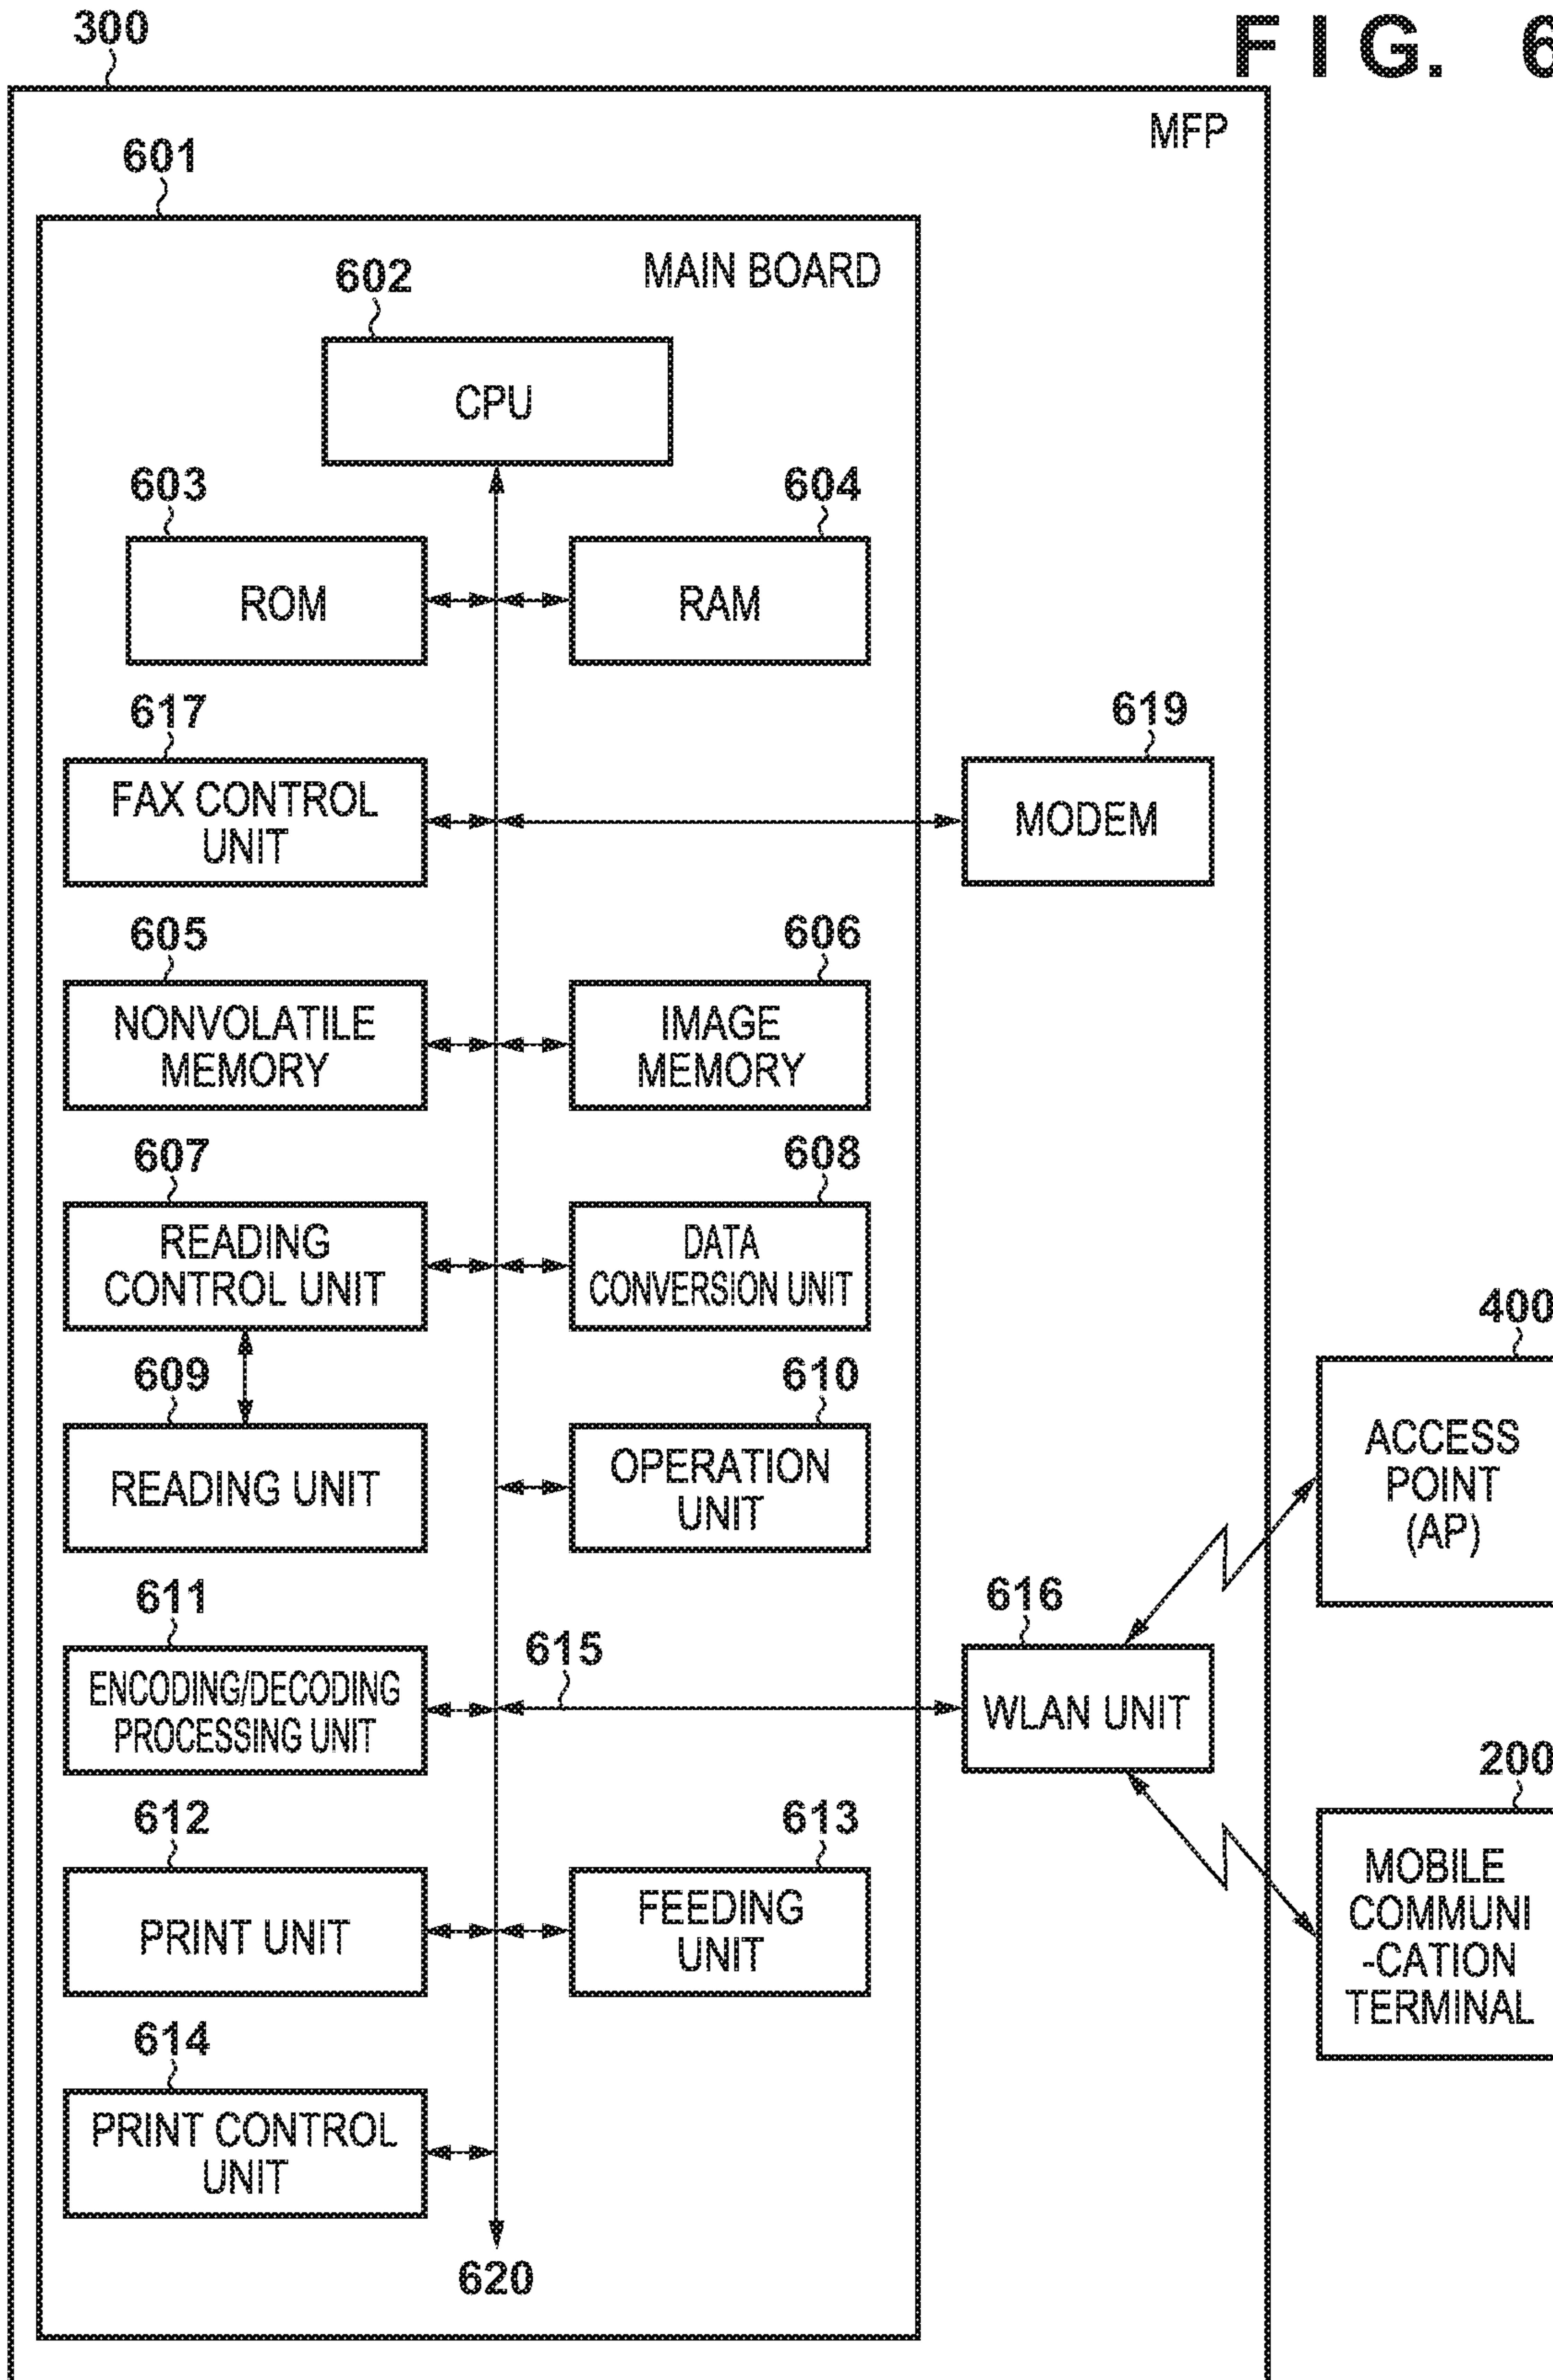 300
F I G. 6
MFP
601
MAIN BOARD
602
CPU
603
604
ROM
RAM
617
619
FAX CONTROL
UNIT
MODEM
605
606
NONVOLATILE
MEMORY
IMAGE
MEMORY
607
608
READING
CONTROL UNIT
DATA
CONVERSION UNIT
400
ACCESS
POINT
(AP)
609
610
READING UNIT
OPERATION
UNIT
611
615
616
ENCODING/DECODING
PROCESSING UNIT
WLAN UNIT
200
MOBILE
COMMUNI
-CATION
TERMINAL
612
613
PRINT UNIT
FEEDING
UNIT
614
PRINT CONTROL
UNIT
620